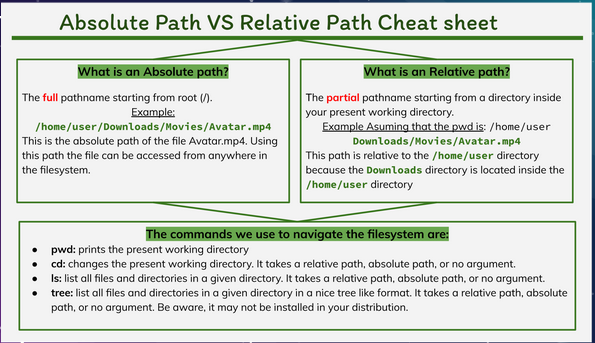 Absolute Path VS Relative Path Cheat sheet
What is an Absolute path?
The full pathname starting from root (/).
Example:
/home/user/Downloads/Movies/Avatar.mp4
This is the absolute path of the file Avatar.mp4. Using
this path the file can be accessed from anywhere in
the filesystem.
What is an Relative path?
The partial pathname starting from a directory inside
your present working directory.
Example Asuming that the pwd is: /home/user
Downloads/Movies/Avatar.mp4
This path is relative to the /home/user directory
because the Downloads directory is located inside the
/home/user directory
The commands we use to navigate the filesystem are:
● pwd: prints the present working directory
● cd: changes the present working directory. It takes a relative path, absolute path, or no argument.
● ls: list all files and directories in a given directory. It takes a relative path, absolute path, or no argument.
● tree: list all files and directories in a given directory in a nice tree like format. It takes a relative path, absolute
path, or no argument. Be aware, it may not be installed in your distribution.